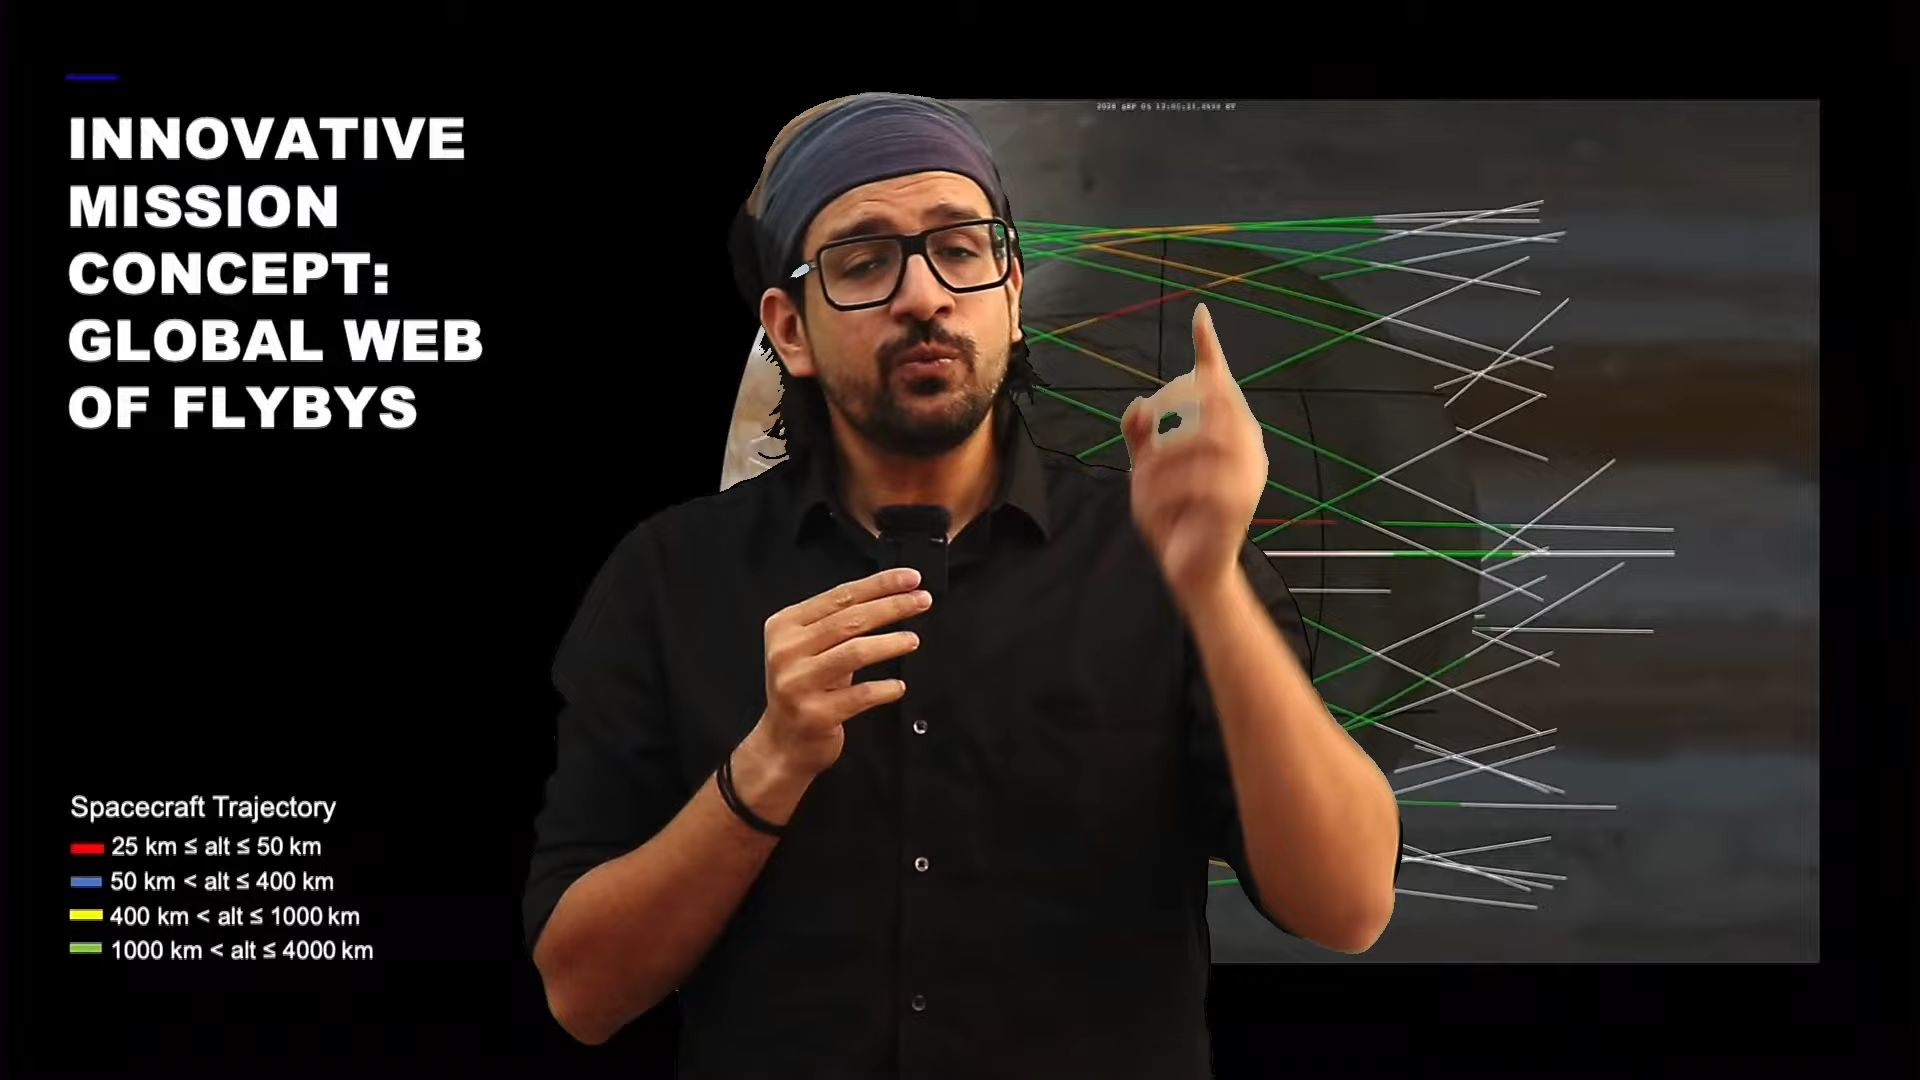 INNOVATIVE
MISSION
CONCEPT:
GLOBAL WEB
OF FLYBYS
Spacecraft Trajectory
25 km ≤ alt ≤ 50 km
50 km < alt ≤ 400 km
400 km < alt ≤ 1000 km
1000 km < alt ≤ 4000 km